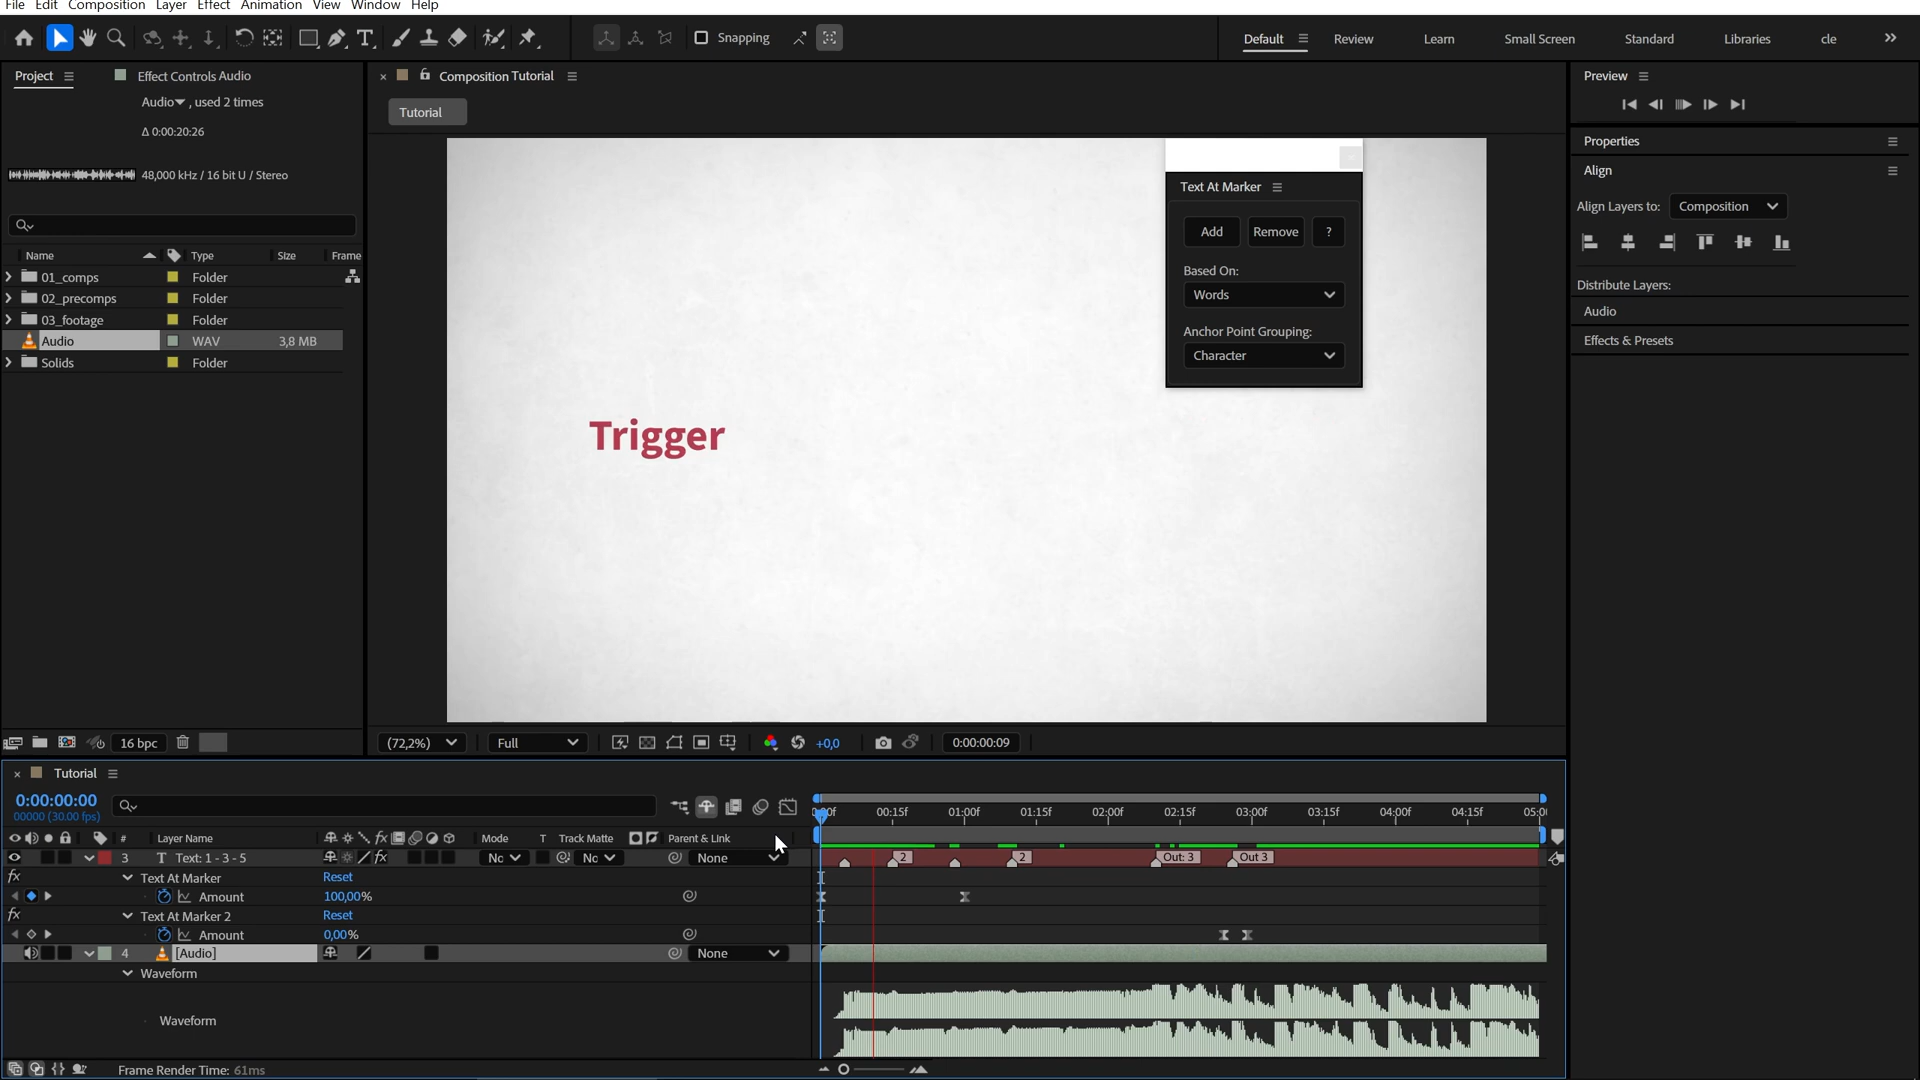 File Edit Composition Layer Effect Animation View Window Help
Snapping
Default Review Learn Small Screen Standard Libraries cle
Project Effect Controls Audio
Audio , used 2 times
Δ 0:00:20:26
48,000 kHz / 16 bit U / Stereo
Name Type Size Frame
01_comps Folder
02_precomps Folder
03_footage Folder
Audio WAV 3,8 MB
Solids Folder
16 bpc
Composition Tutorial
Tutorial
Trigger
Text At Marker
Add Remove ?
Based On:
Words
Anchor Point Grouping:
Character
(72,2%) Full +0,0 0:00:00:09
Preview
Properties
Align
Align Layers to: Composition
Distribute Layers:
Audio
Effects & Presets
Tutorial
0:00:00:00
00000 (30.00 fps)
00f 00:15f 01:00f 01:15f 02:00f 02:15f 03:00f 03:15f 04:00f 04:15f 05:0
# Layer Name Mode T Track Matte Parent & Link
3 T Text: 1 - 3 - 5 fx Nc Nc None 2 2 Out: 3 Out 3
fx Text At Marker Reset
Amount 100,00%
fx Text At Marker 2 Reset
Amount 0,00%
4 [Audio] None
Waveform
Waveform
Frame Render Time: 61ms